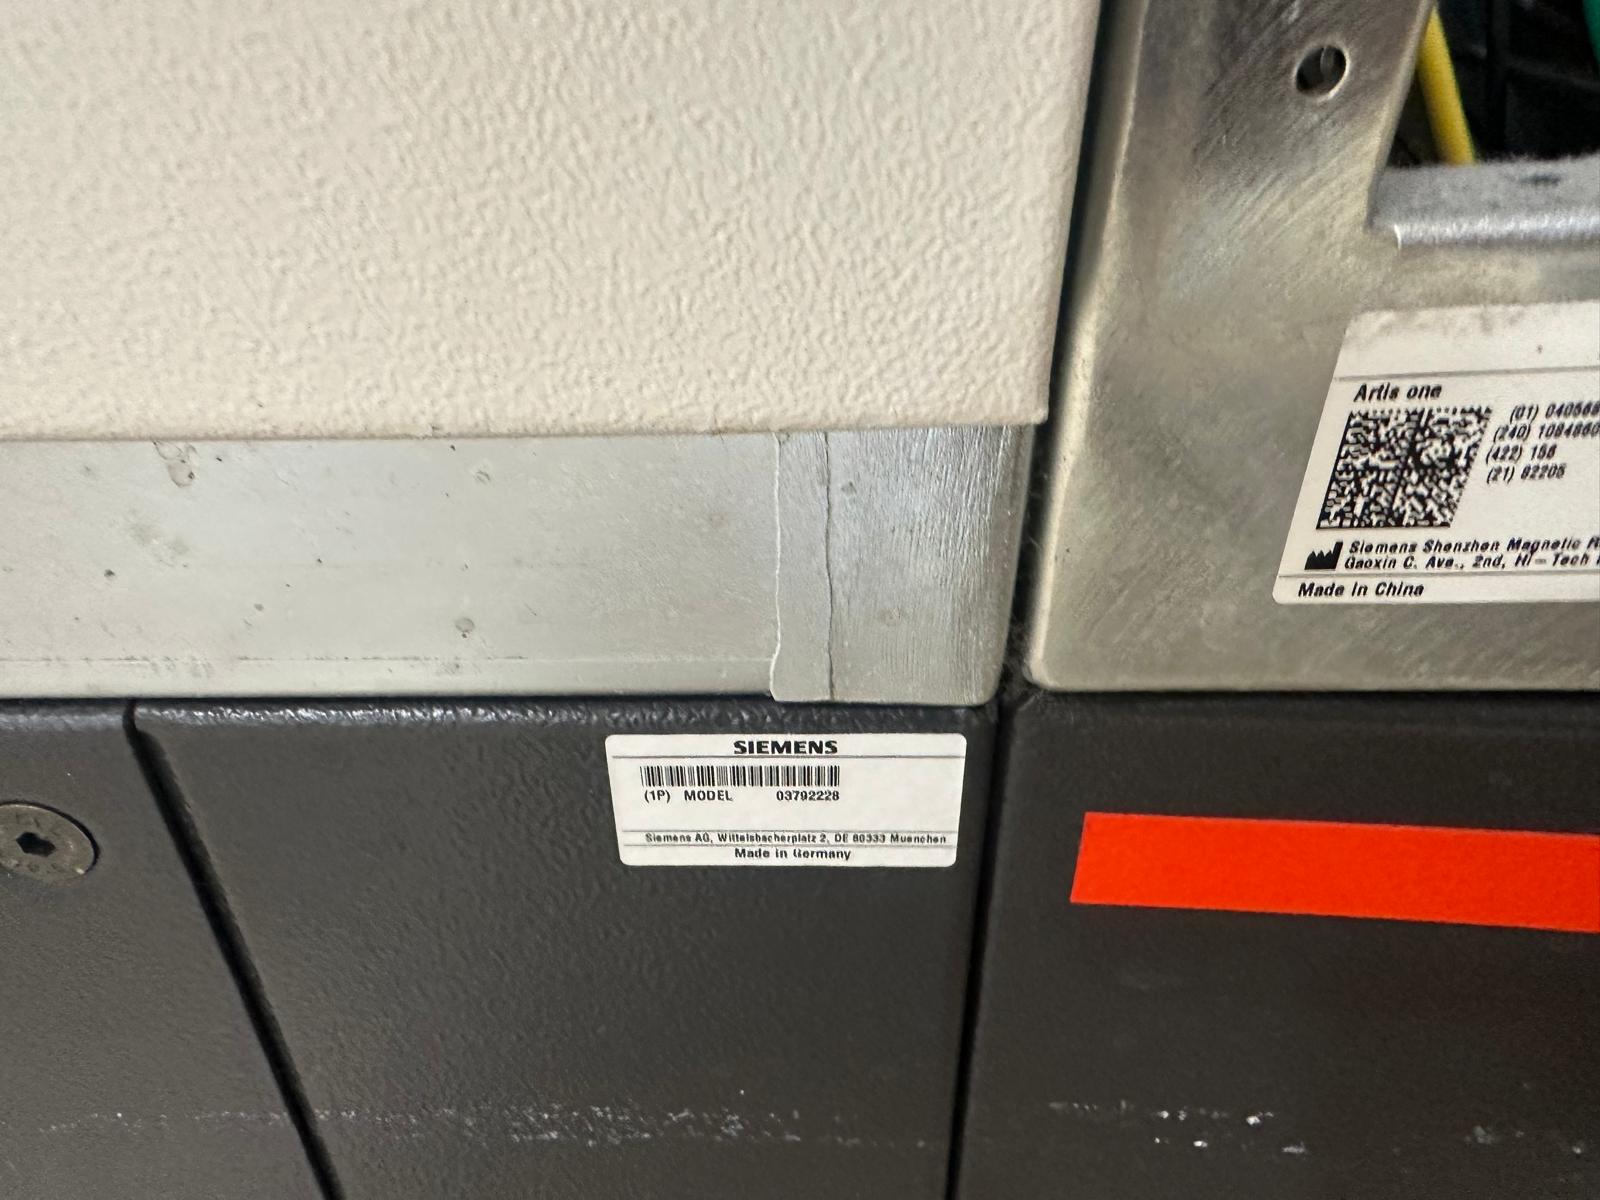 Artis one
(422) 156
(21) 82205
Siemens Shenzhen Magnetic
Gaoxin C. Ave., 2nd, Hi-Tech
Made in China
SIEMENS
(1P) MODEL 03792228
Siemens AG, Wittelsbacherplatz 2, DE 80333 Muenchen
Made in Germany